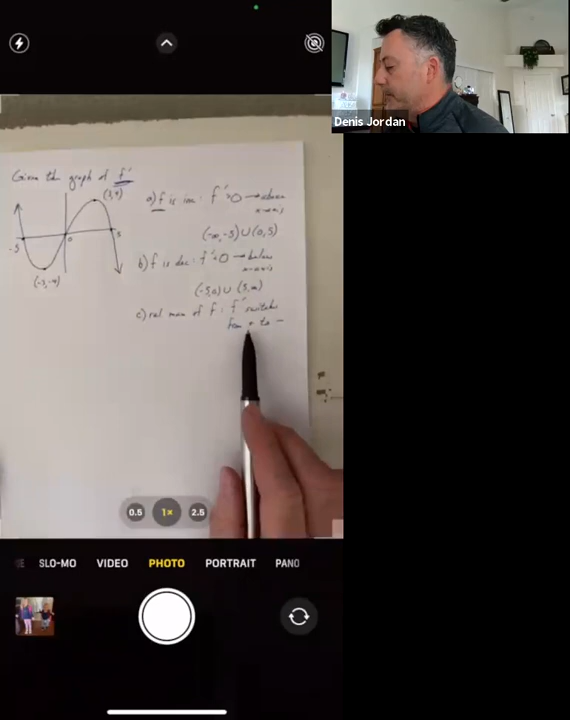 Denis Jordan
Given the graph of f'
(3,4)
-5
0
5
(-3,-4)
a) f is inc: f'>0 → above
x-axis
(-∞,-5)∪(0,5)
b) f is dec: f'<0 → below
x-axis
(-5,0)∪(5,∞)
c) rel max of f: f' switches
from + to -
0.5 1× 2.5
SLO-MO VIDEO PHOTO PORTRAIT PANO